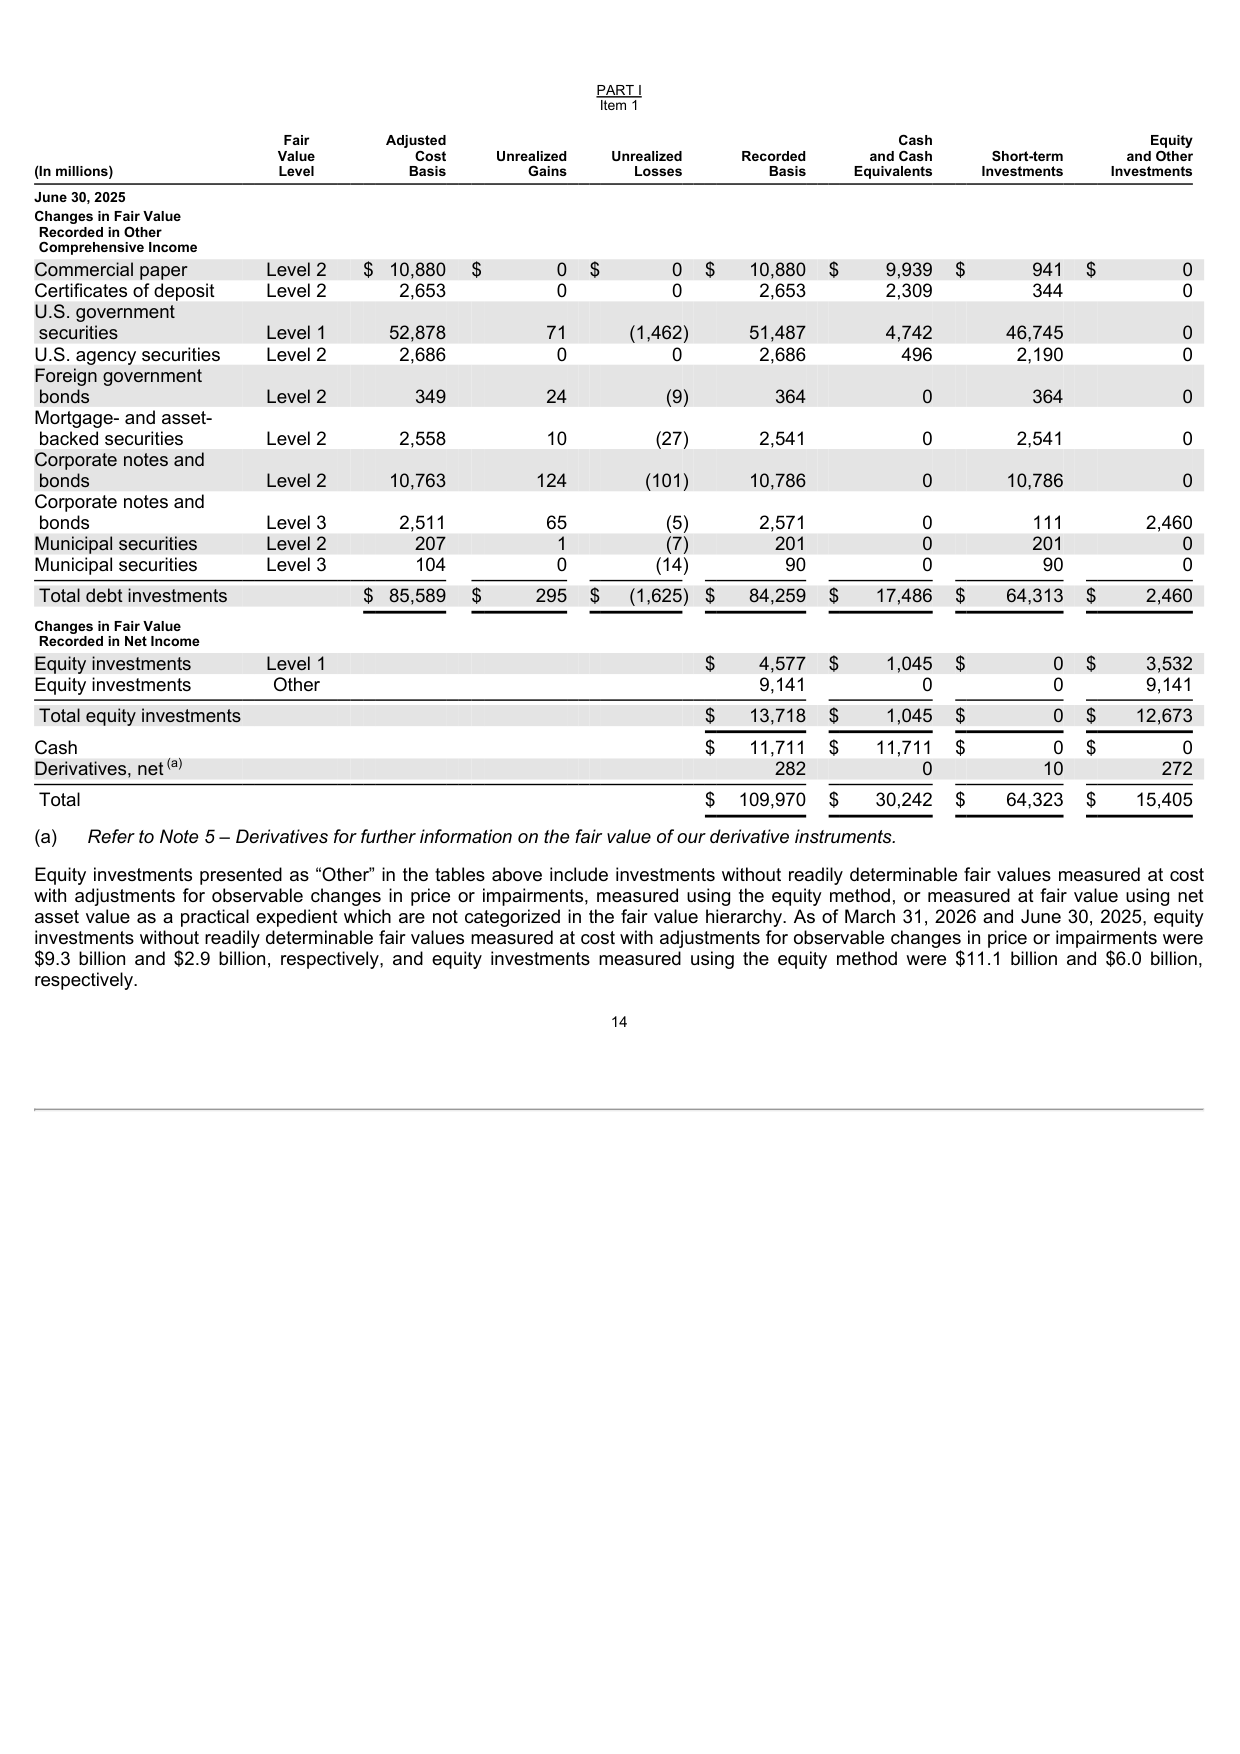 PART I
Item 1
(In millions) Fair Value Level Adjusted Cost Basis Unrealized Gains Unrealized Losses Recorded Basis Cash and Cash Equivalents Short-term Investments Equity and Other Investments
June 30, 2025
Changes in Fair Value
Recorded in Other
Comprehensive Income
Commercial paper Level 2 $ 10,880 $ 0 $ 0 $ 10,880 $ 9,939 $ 941 $ 0
Certificates of deposit Level 2 2,653 0 0 2,653 2,309 344 0
U.S. government
securities Level 1 52,878 71 (1,462) 51,487 4,742 46,745 0
U.S. agency securities Level 2 2,686 0 0 2,686 496 2,190 0
Foreign government
bonds Level 2 349 24 (9) 364 0 364 0
Mortgage- and asset-
backed securities Level 2 2,558 10 (27) 2,541 0 2,541 0
Corporate notes and
bonds Level 2 10,763 124 (101) 10,786 0 10,786 0
Corporate notes and
bonds Level 3 2,511 65 (5) 2,571 0 111 2,460
Municipal securities Level 2 207 1 (7) 201 0 201 0
Municipal securities Level 3 104 0 (14) 90 0 90 0
Total debt investments $ 85,589 $ 295 $ (1,625) $ 84,259 $ 17,486 $ 64,313 $ 2,460
Changes in Fair Value
Recorded in Net Income
Equity investments Level 1 $ 4,577 $ 1,045 $ 0 $ 3,532
Equity investments Other 9,141 0 0 9,141
Total equity investments $ 13,718 $ 1,045 $ 0 $ 12,673
Cash $ 11,711 $ 11,711 $ 0 $ 0
Derivatives, net (a) 282 0 10 272
Total $ 109,970 $ 30,242 $ 64,323 $ 15,405
(a) Refer to Note 5 – Derivatives for further information on the fair value of our derivative instruments.
Equity investments presented as “Other” in the tables above include investments without readily determinable fair values measured at cost
with adjustments for observable changes in price or impairments, measured using the equity method, or measured at fair value using net
asset value as a practical expedient which are not categorized in the fair value hierarchy. As of March 31, 2026 and June 30, 2025, equity
investments without readily determinable fair values measured at cost with adjustments for observable changes in price or impairments were
$9.3 billion and $2.9 billion, respectively, and equity investments measured using the equity method were $11.1 billion and $6.0 billion,
respectively.
14